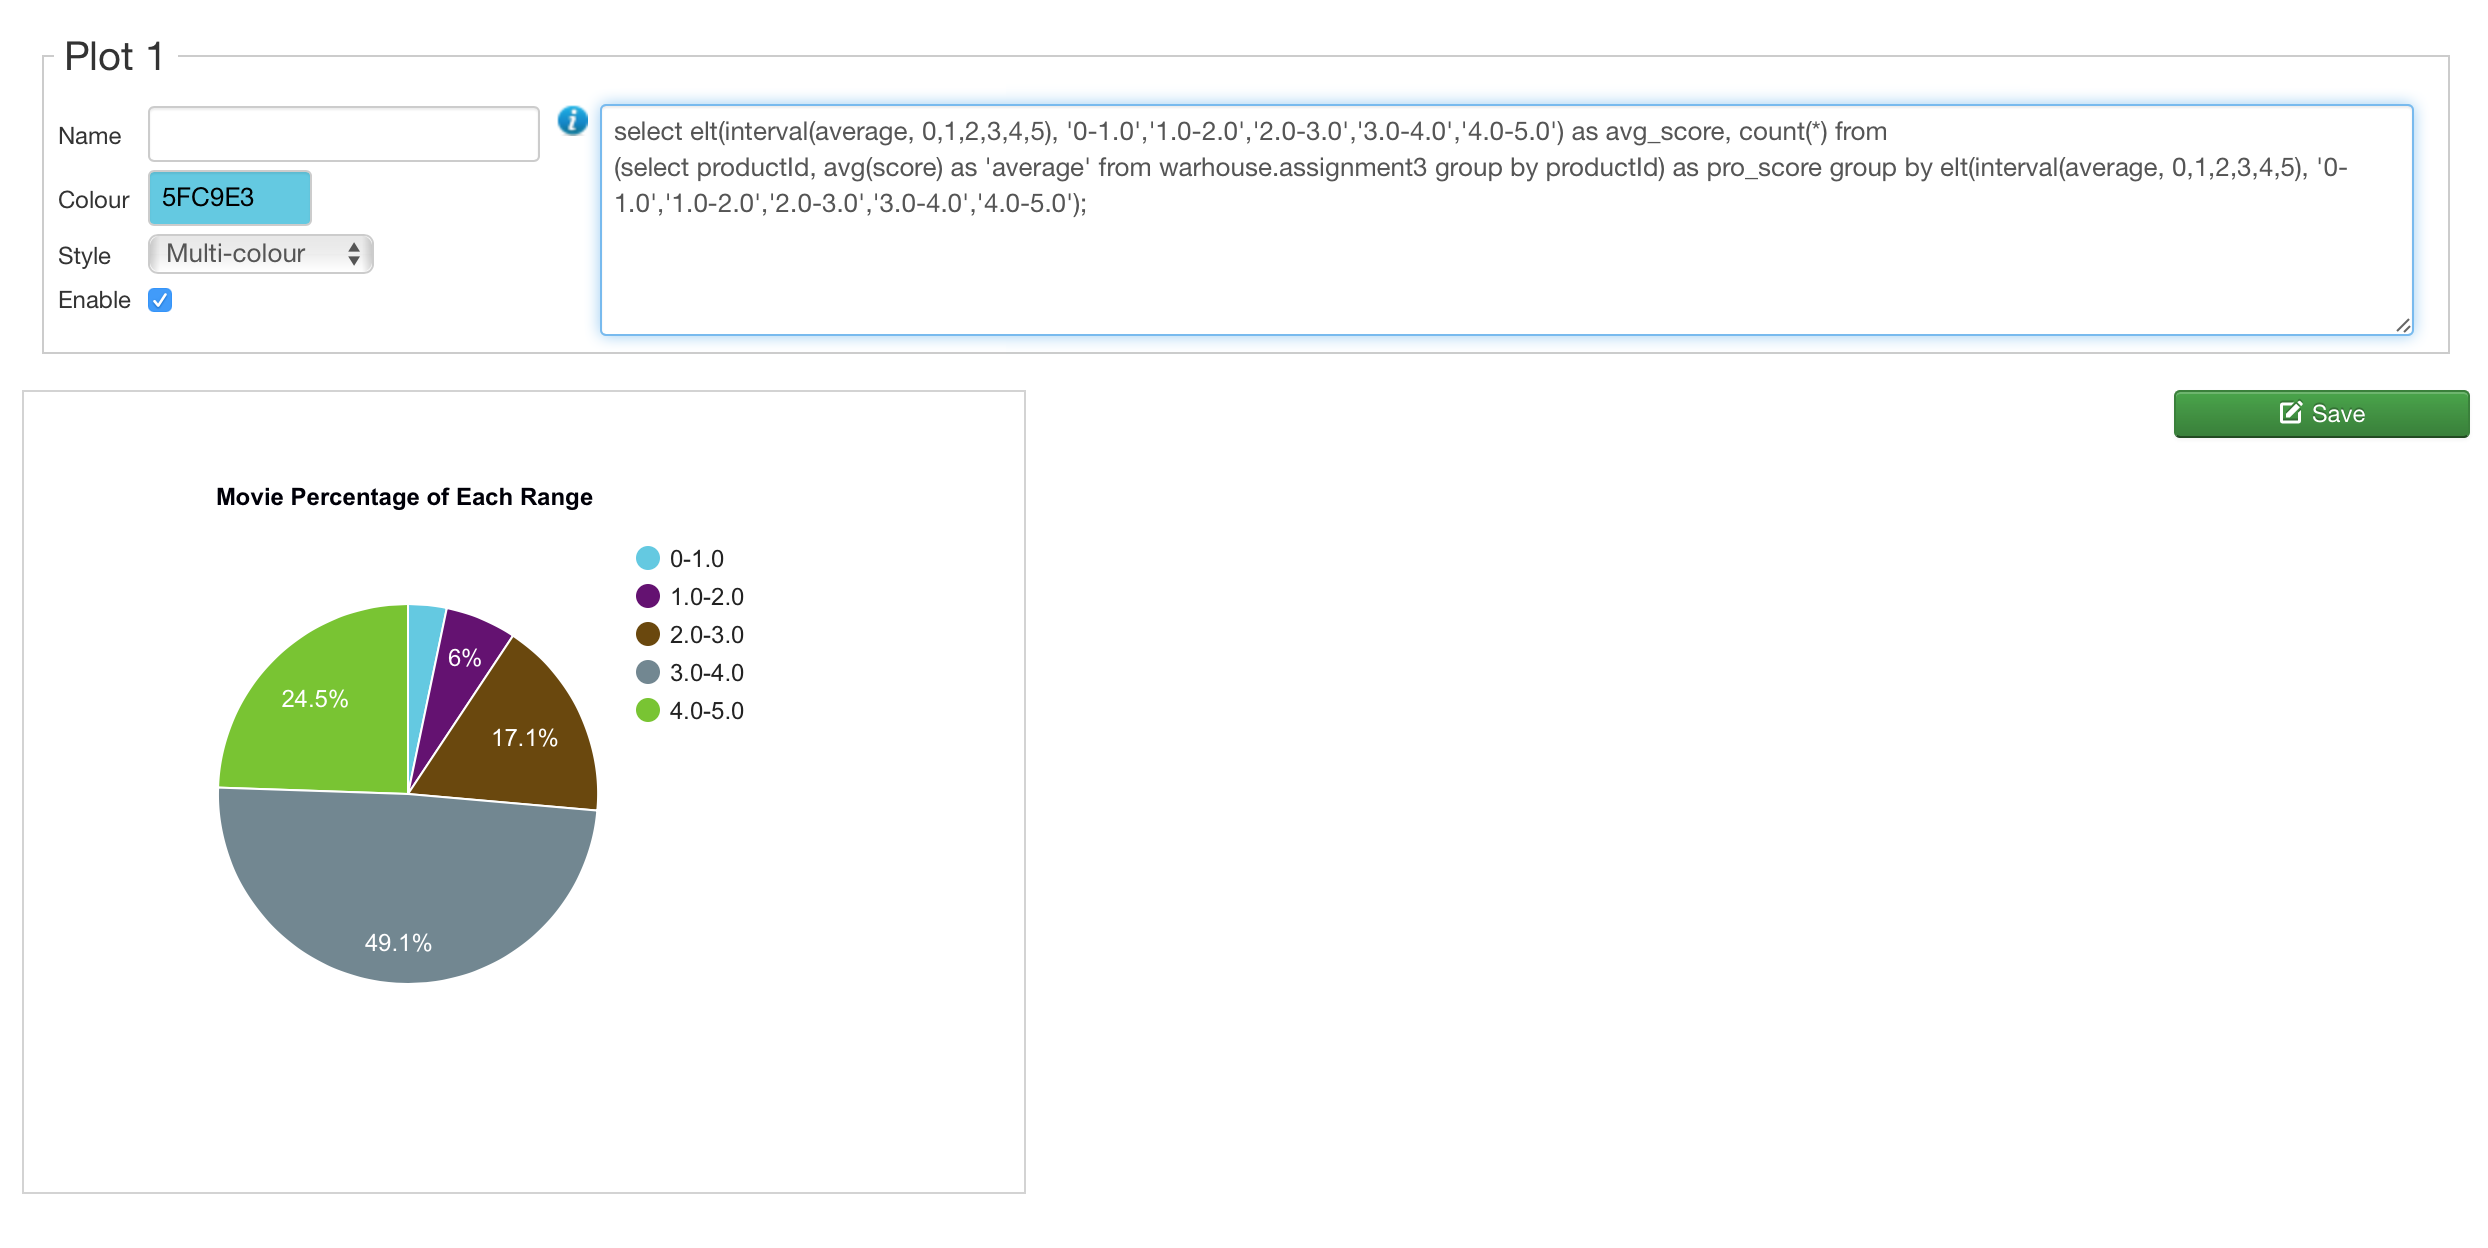 Plot 1
Name
select elt(interval(average, 0,1,2,3,4,5), '0-1.0','1.0-2.0','2.0-3.0','3.0-4.0','4.0-5.0') as avg_score, count(*) from
(select productId, avg(score) as 'average' from warhouse.assignment3 group by productId) as pro_score group by elt(interval(average, 0,1,2,3,4,5), '0-
1.0','1.0-2.0','2.0-3.0','3.0-4.0','4.0-5.0');
Colour
5FC9E3
Style
Multi-colour
Enable
Save
Movie Percentage of Each Range
0-1.0
1.0-2.0
2.0-3.0
3.0-4.0
4.0-5.0
6%
24.5%
17.1%
49.1%